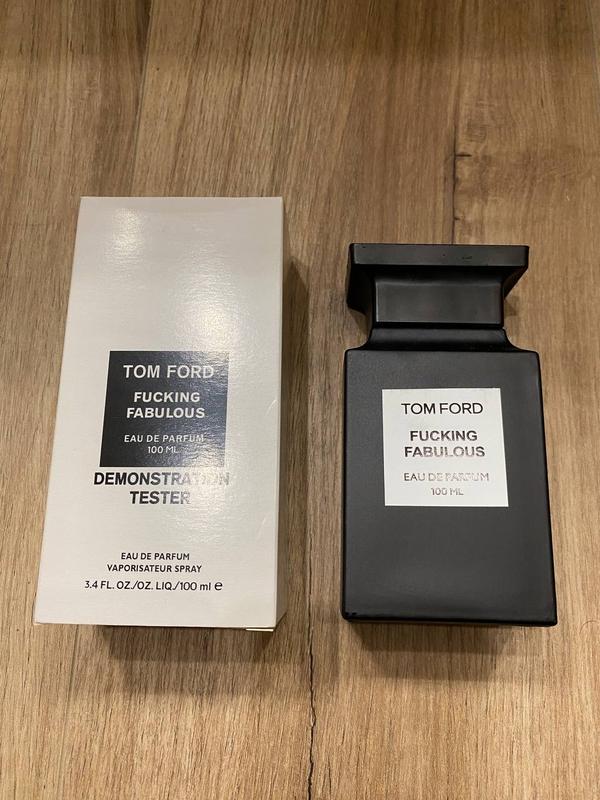 TOM FORD
FUCKING
FABULOUS
EAU DE PARFUM
100 ML
DEMONSTRATION
TESTER
EAU DE PARFUM
VAPORISATEUR SPRAY
3.4 FL. OZ./OZ. LIQ./100 ml ℮
TOM FORD
FUCKING
FABULOUS
EAU DE PARFUM
100 ML